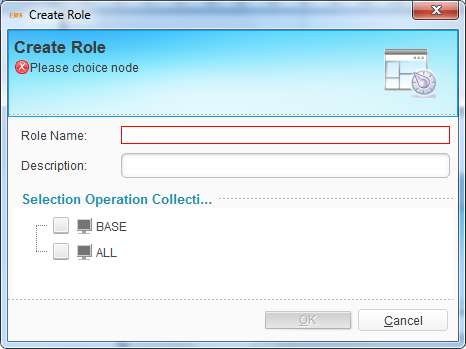 EMS Create Role
Create Role
Please choice node
Role Name:
Description:
Selection Operation Collecti...
BASE
ALL
OK
Cancel